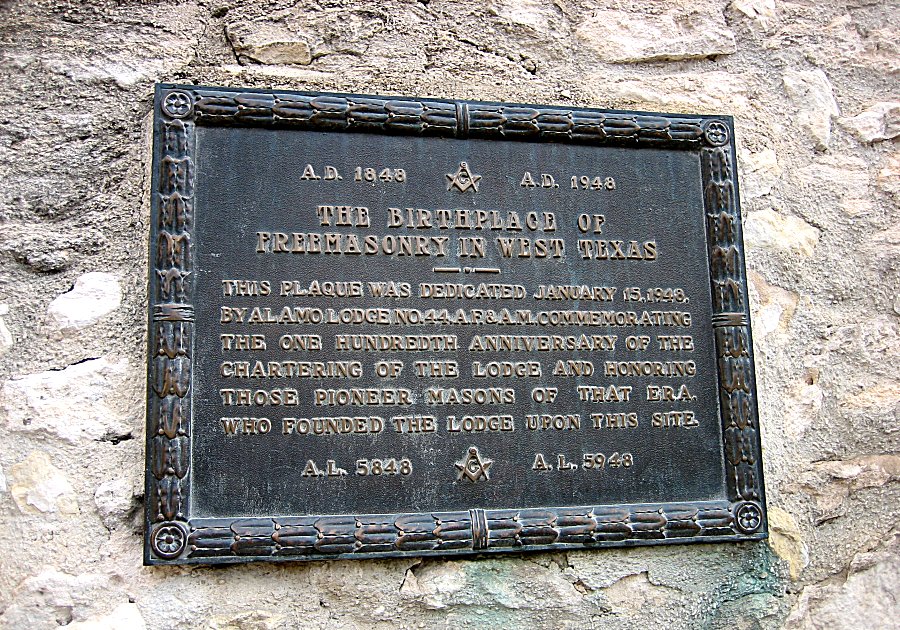 A.D. 1848 G A.D. 1948
THE BIRTHPLACE OF
FREEMASONRY IN WEST TEXAS
THIS PLAQUE WAS DEDICATED JANUARY 15, 1948,
BY ALAMO LODGE NO. 44, A.F. & A.M. COMMEMORATING
THE ONE HUNDREDTH ANNIVERSARY OF THE
CHARTERING OF THE LODGE AND HONORING
THOSE PIONEER MASONS OF THAT ERA,
WHO FOUNDED THE LODGE UPON THIS SITE.
A.L. 5848 G A.L. 5948